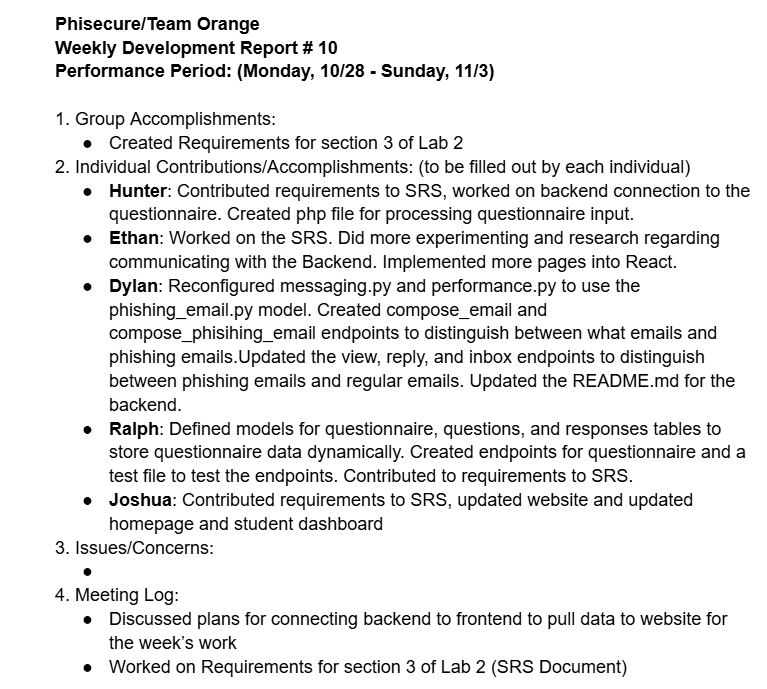 Phisecure/Team Orange
Weekly Development Report # 10
Performance Period: (Monday, 10/28 - Sunday, 11/3)
1. Group Accomplishments:
● Created Requirements for section 3 of Lab 2
2. Individual Contributions/Accomplishments: (to be filled out by each individual)
● Hunter: Contributed requirements to SRS, worked on backend connection to the
questionnaire. Created php file for processing questionnaire input.
● Ethan: Worked on the SRS. Did more experimenting and research regarding
communicating with the Backend. Implemented more pages into React.
● Dylan: Reconfigured messaging.py and performance.py to use the
phishing_email.py model. Created compose_email and
compose_phisihing_email endpoints to distinguish between what emails and
phishing emails.Updated the view, reply, and inbox endpoints to distinguish
between phishing emails and regular emails. Updated the README.md for the
backend.
● Ralph: Defined models for questionnaire, questions, and responses tables to
store questionnaire data dynamically. Created endpoints for questionnaire and a
test file to test the endpoints. Contributed to requirements to SRS.
● Joshua: Contributed requirements to SRS, updated website and updated
homepage and student dashboard
3. Issues/Concerns:
●
4. Meeting Log:
● Discussed plans for connecting backend to frontend to pull data to website for
the week’s work
● Worked on Requirements for section 3 of Lab 2 (SRS Document)